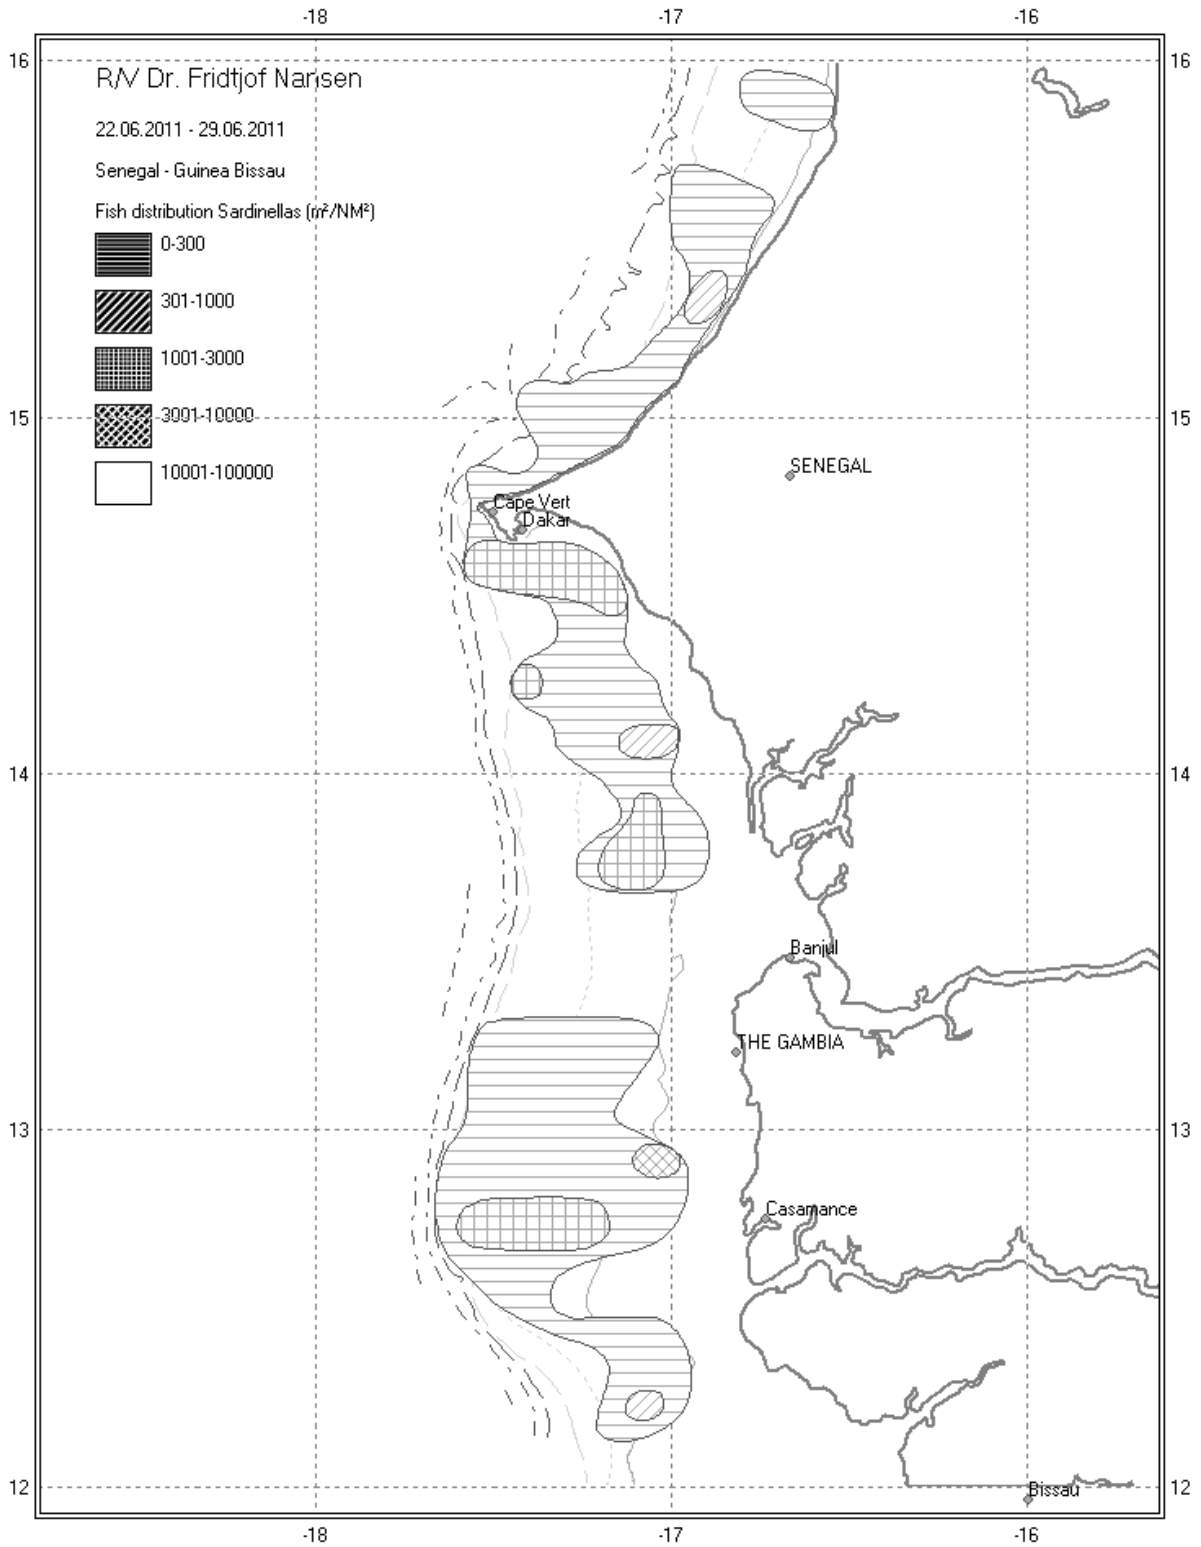 -18 -17 -16
16 16
R/V Dr. Fridtjof Nansen
22.06.2011 - 29.06.2011
Senegal - Guinea Bissau
Fish distribution Sardinellas (m²/NM²)
0-300
301-1000
1001-3000
3001-10000
10001-100000
15 15
SENEGAL
Cape Vert
Dakar
14 14
Banjul
THE GAMBIA
13 13
Casamance
12 12
Bissau
-18 -17 -16